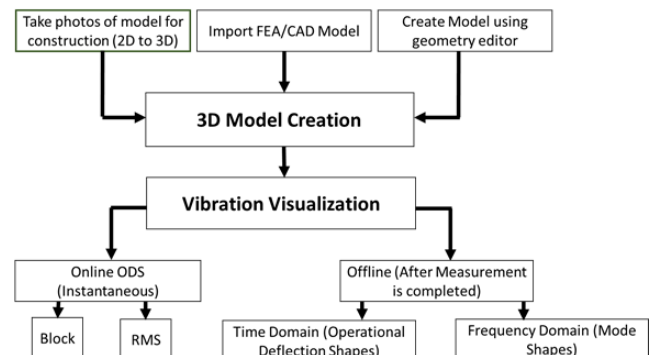 Take photos of model for
construction (2D to 3D)
Import FEA/CAD Model
Create Model using
geometry editor
3D Model Creation
Vibration Visualization
Online ODS
(Instantaneous)
Offline (After Measurement
is completed)
Block
RMS
Time Domain (Operational
Deflection Shapes)
Frequency Domain (Mode
Shapes)